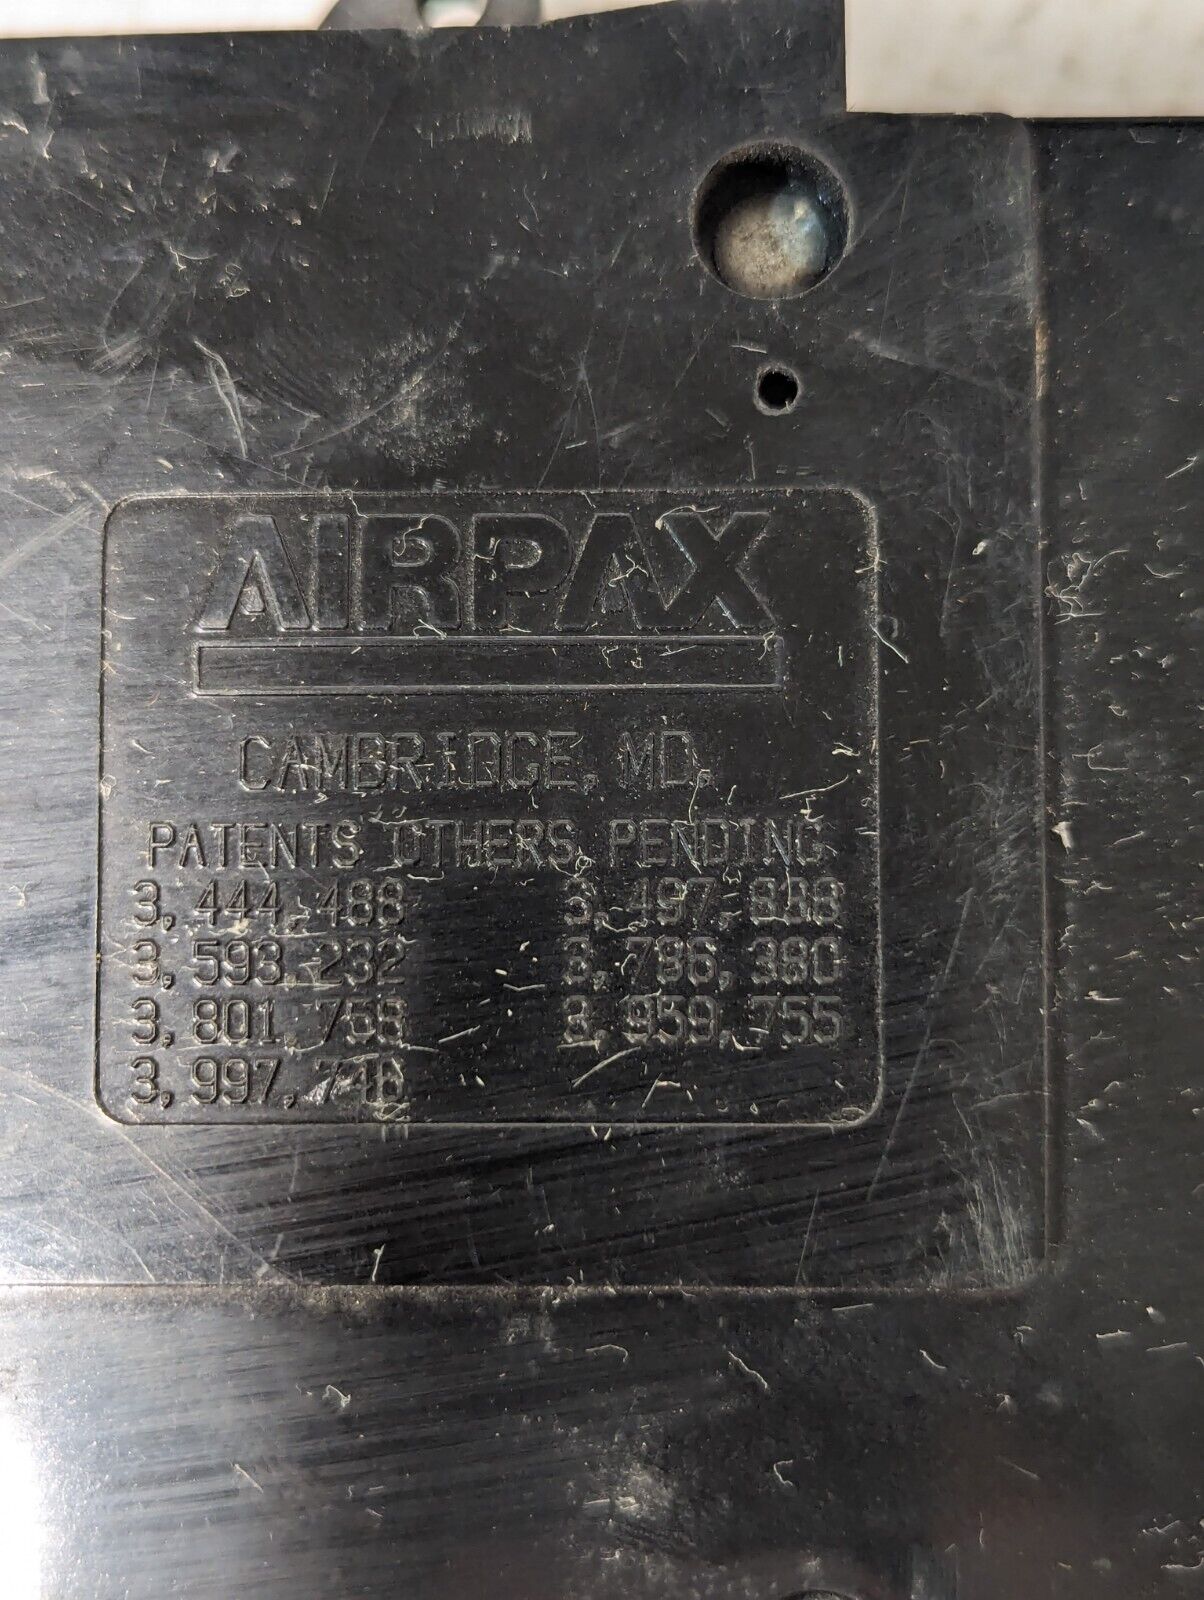 AIRPAX
CAMBRIDGE, MD.
PATENTS OTHERS PENDING
3,444,488 3,497,838
3,593,232 3,786,380
3,801,758 3,959,755
3,997,746